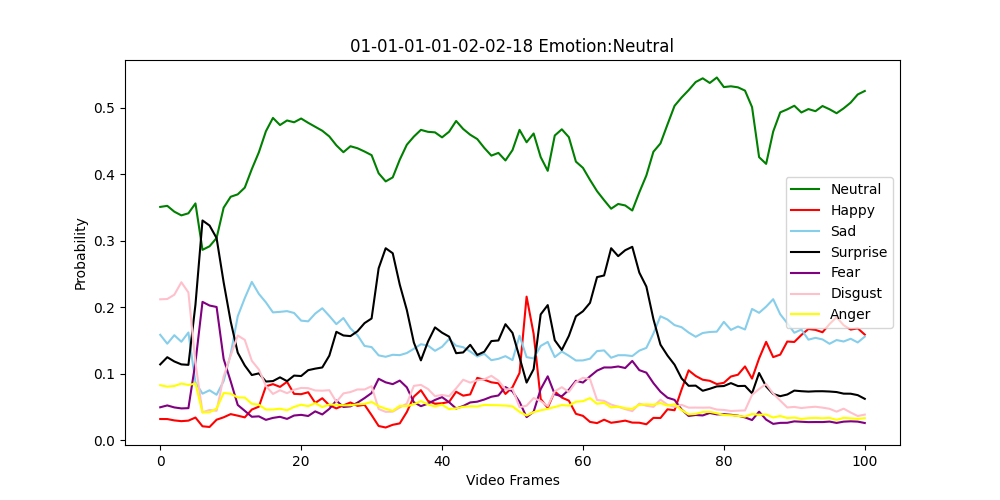 01-01-01-01-02-02-18 Emotion:Neutral
Probability
0.5
0.4
0.3
0.2
0.1
0.0
Neutral
Happy
Sad
Surprise
Fear
Disgust
Anger
0 20 40 60 80 100
Video Frames